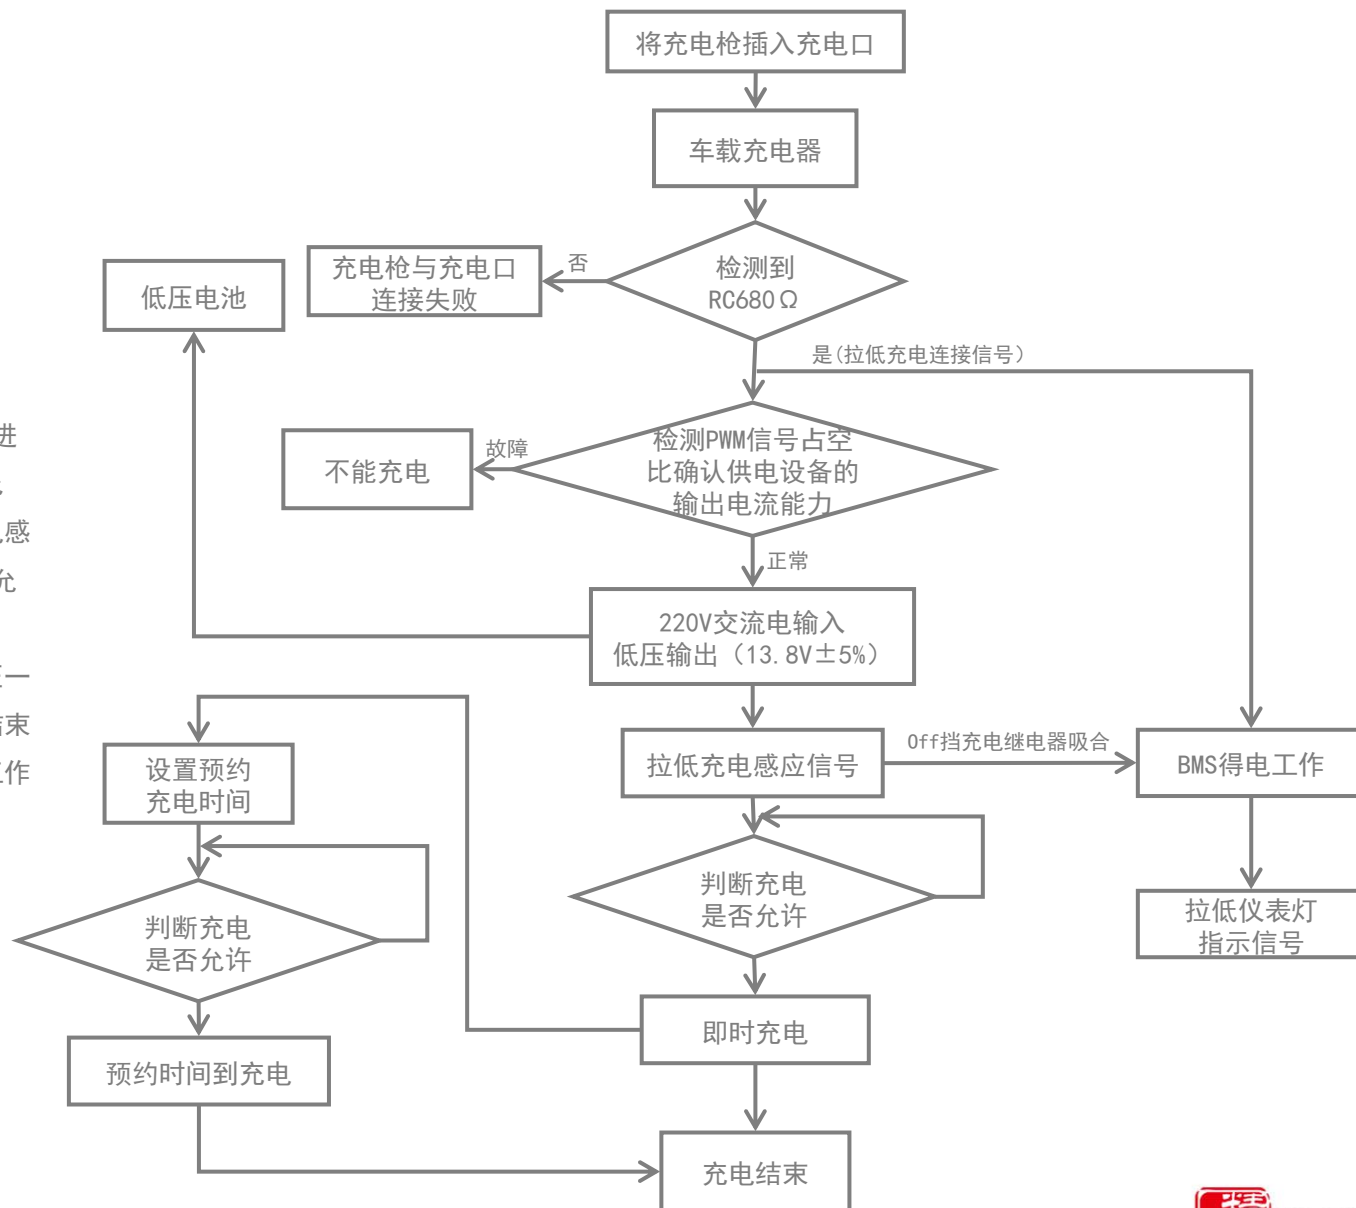 将充电枪插入充电口
车载充电器
检测到
RC680Ω
否
充电枪与充电口
连接失败
低压电池
是(拉低充电连接信号)
检测PWM信号占空
比确认供电设备的
输出电流能力
故障
不能充电
正常
220V交流电输入
低压输出（13.8V±5%）
拉低充电感应信号
Off挡充电继电器吸合
BMS得电工作
设置预约
充电时间
判断充电
是否允许
判断充电
是否允许
拉低仪表灯
指示信号
即时充电
预约时间到充电
充电结束
进
感
允
一
结束
工作